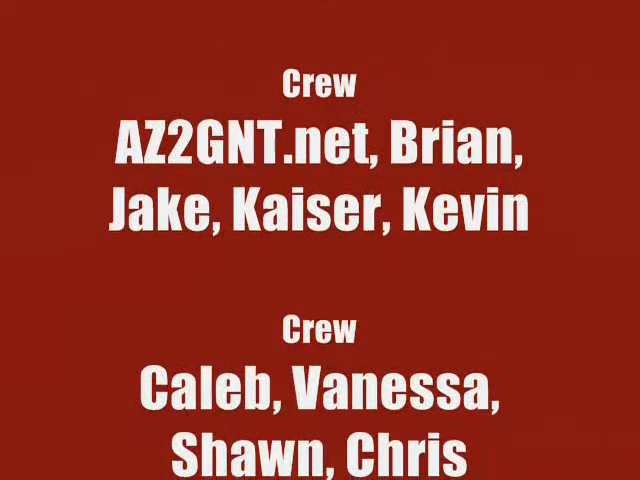 Crew
AZ2GNT.net, Brian,
Jake, Kaiser, Kevin
Crew
Caleb, Vanessa,
Shawn, Chris